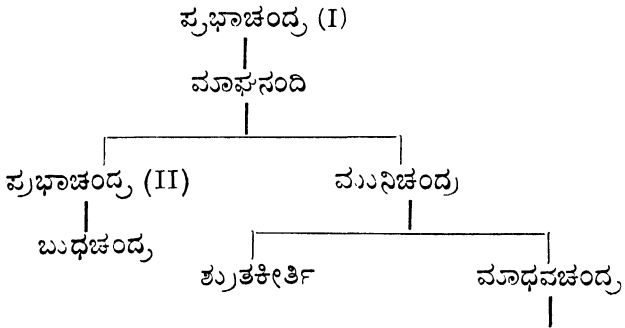 ಪ್ರಭಾಚಂದ್ರ (I)
ಮಾಘನಂದಿ
ಪ್ರಭಾಚಂದ್ರ (II) ಮುನಿಚಂದ್ರ
ಬುಧಚಂದ್ರ
ಶ್ರುತಕೀರ್ತಿ ಮಾಧವಚಂದ್ರ